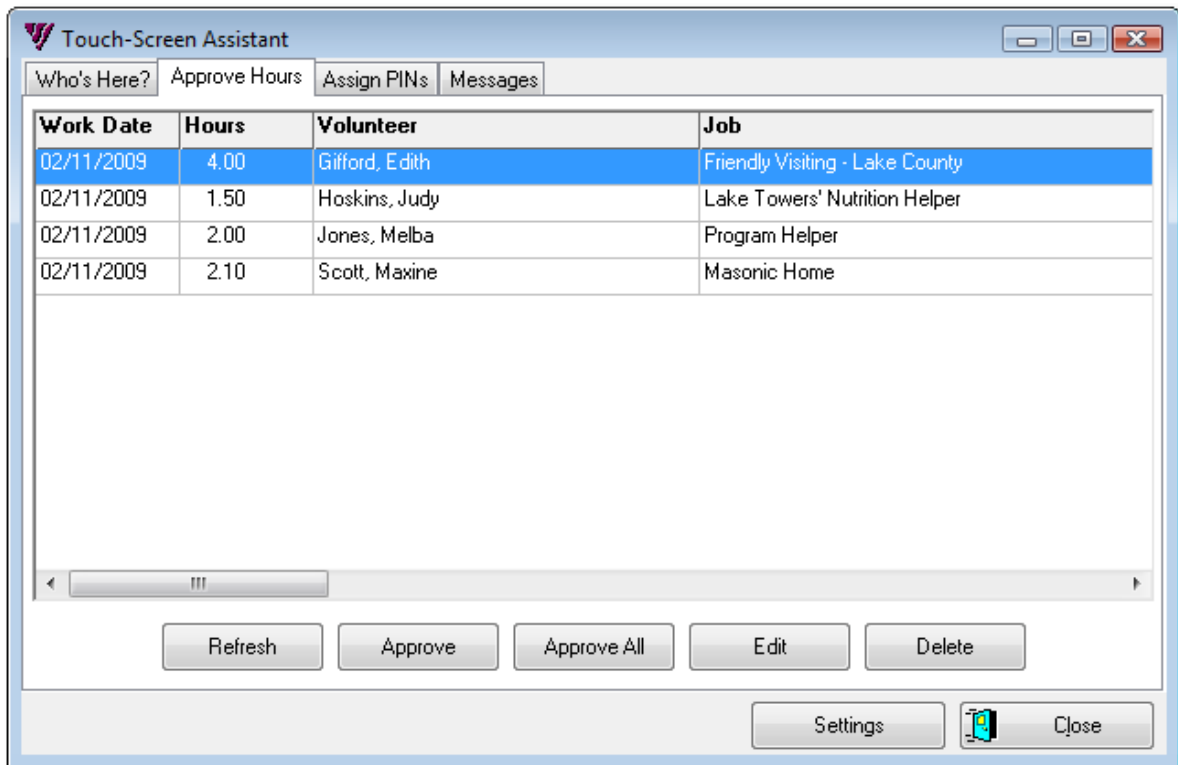 Touch-Screen Assistant
Who's Here? Approve Hours Assign PINs Messages
Work Date Hours Volunteer Job
02/11/2009 4.00 Gifford, Edith Friendly Visiting - Lake County
02/11/2009 1.50 Hoskins, Judy Lake Towers' Nutrition Helper
02/11/2009 2.00 Jones, Melba Program Helper
02/11/2009 2.10 Scott, Maxine Masonic Home
Refresh Approve Approve All Edit Delete
Settings Close